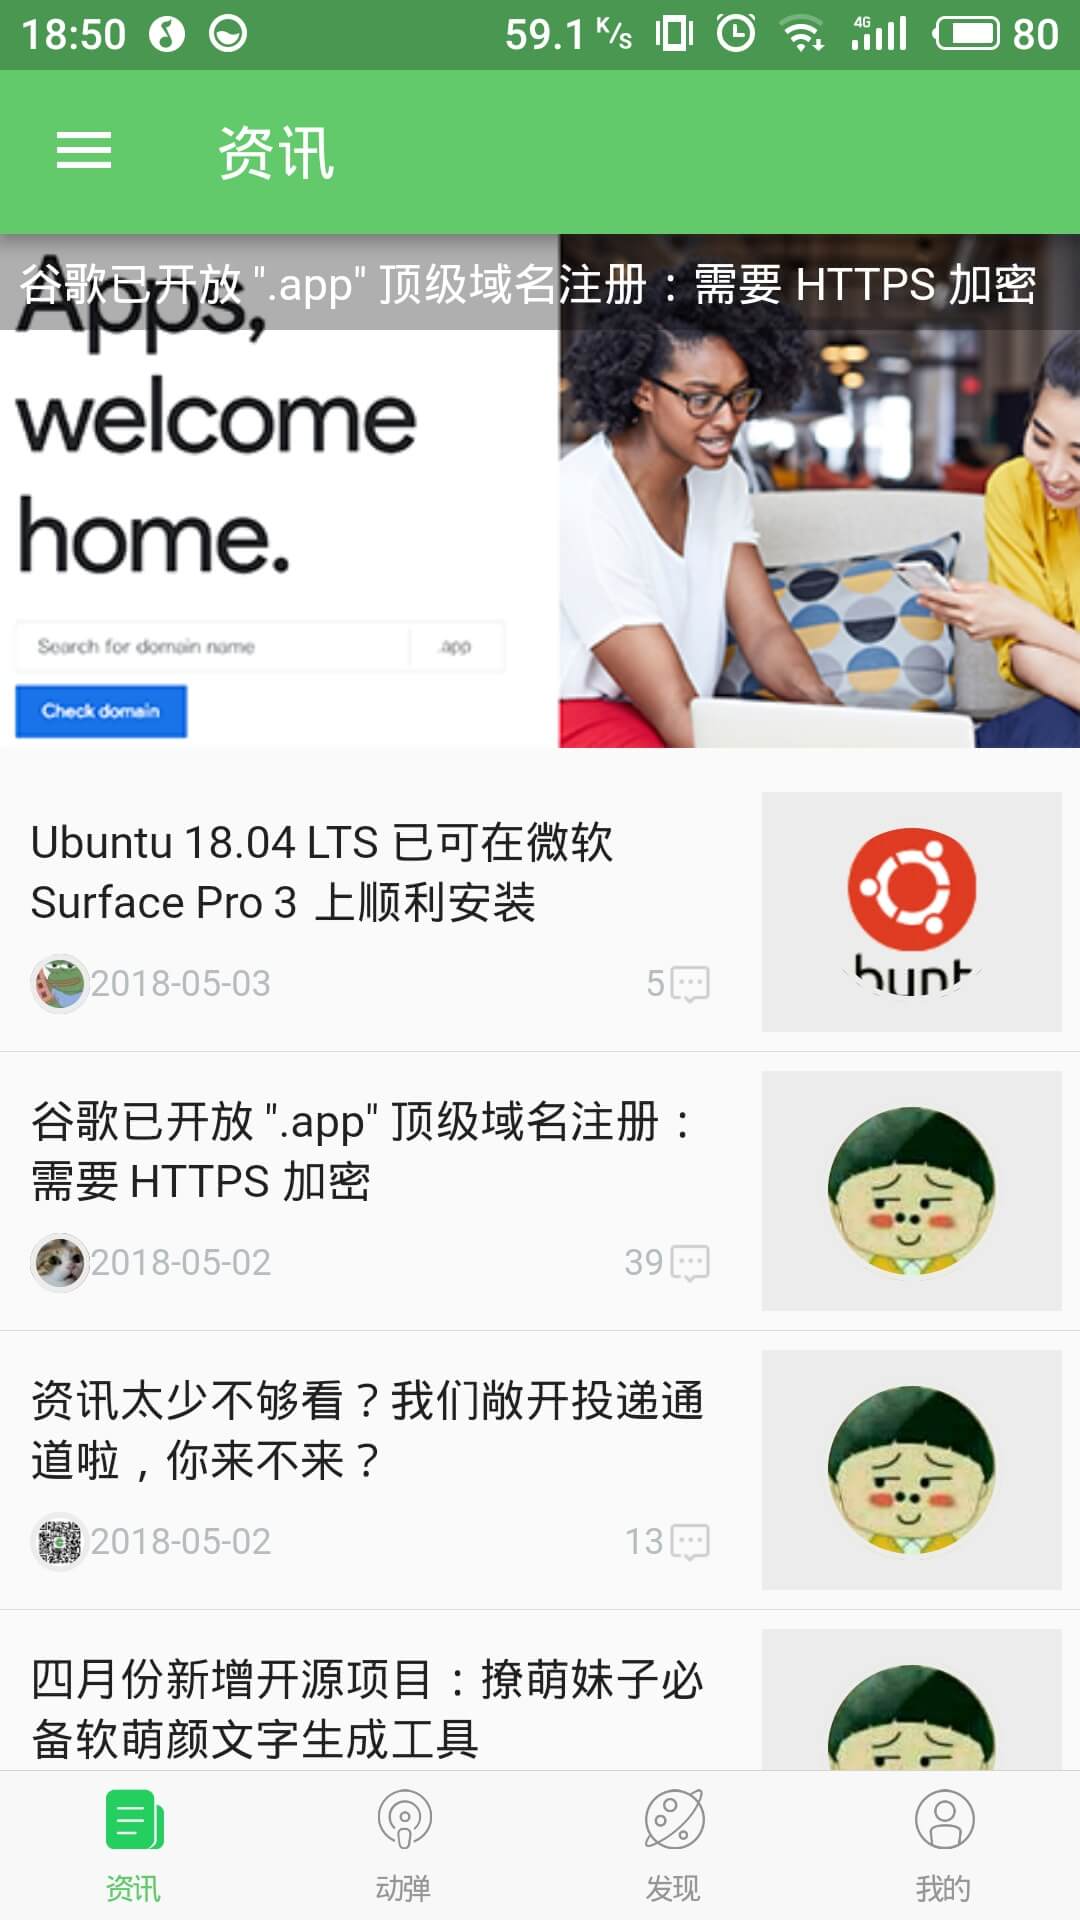 18:50 59.1 K/s 4G 80
资讯
谷歌已开放 ".app" 顶级域名注册：需要 HTTPS 加密
Apps,
welcome
home.
Search for domain name .app
Check domain
Ubuntu 18.04 LTS 已可在微软
Surface Pro 3 上顺利安装
2018-05-03 5
谷歌已开放 ".app" 顶级域名注册：
需要 HTTPS 加密
2018-05-02 39
资讯太少不够看？我们敞开投递通
道啦，你来不来？
2018-05-02 13
四月份新增开源项目：撩萌妹子必
备软萌颜文字生成工具
资讯 动弹 发现 我的